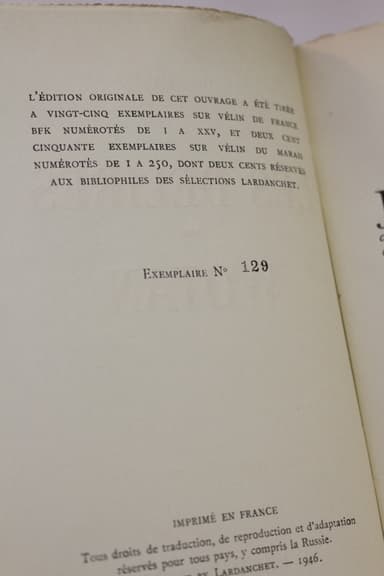 L'ÉDITION ORIGINALE DE CET OUVRAGE A ÉTÉ TIRÉE
A VINGT-CINQ EXEMPLAIRES SUR VÉLIN DE FRANCE
BFK NUMÉROTÉS DE I A XXV, ET DEUX CENT
CINQUANTE EXEMPLAIRES SUR VÉLIN DU MARAIS
NUMÉROTÉS DE I A 250, DONT DEUX CENTS RÉSERVÉS
AUX BIBLIOPHILES DES SÉLECTIONS LARDANCHET.
EXEMPLAIRE N° 129
IMPRIMÉ EN FRANCE
Tous droits de traduction, de reproduction et d'adaptation
réservés pour tous pays, y compris la Russie.
LARDANCHET. — 1946.